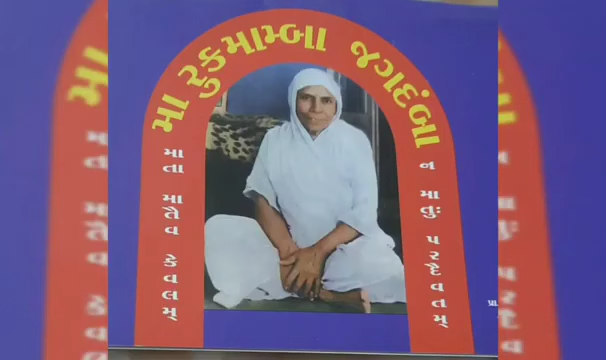 મા રુકમામ્બા જગદંબા
માતા માતૈવ કેવલમ્
ન માતુઃ પરદૈવતમ્